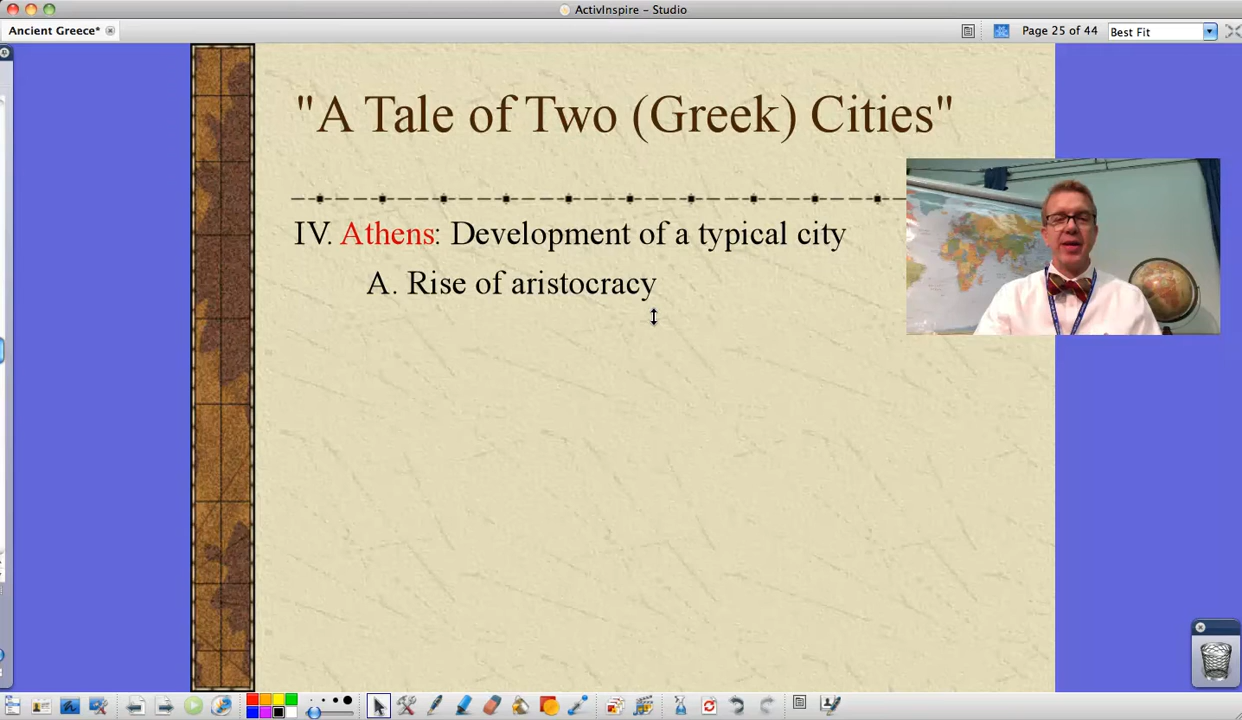 ActivInspire - Studio
Ancient Greece*
Page 25 of 44
Best Fit
"A Tale of Two (Greek) Cities"
IV. Athens: Development of a typical city
A. Rise of aristocracy